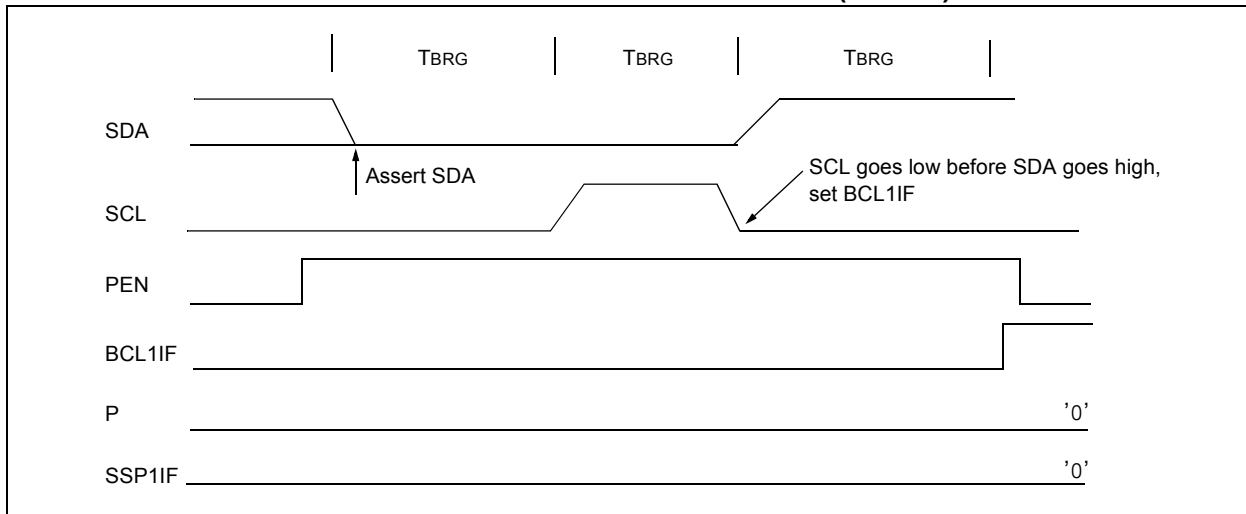 TBRG TBRG TBRG
SDA
Assert SDA
SCL goes low before SDA goes high,
set BCL1IF
SCL
PEN
BCL1IF
P '0'
SSP1IF '0'